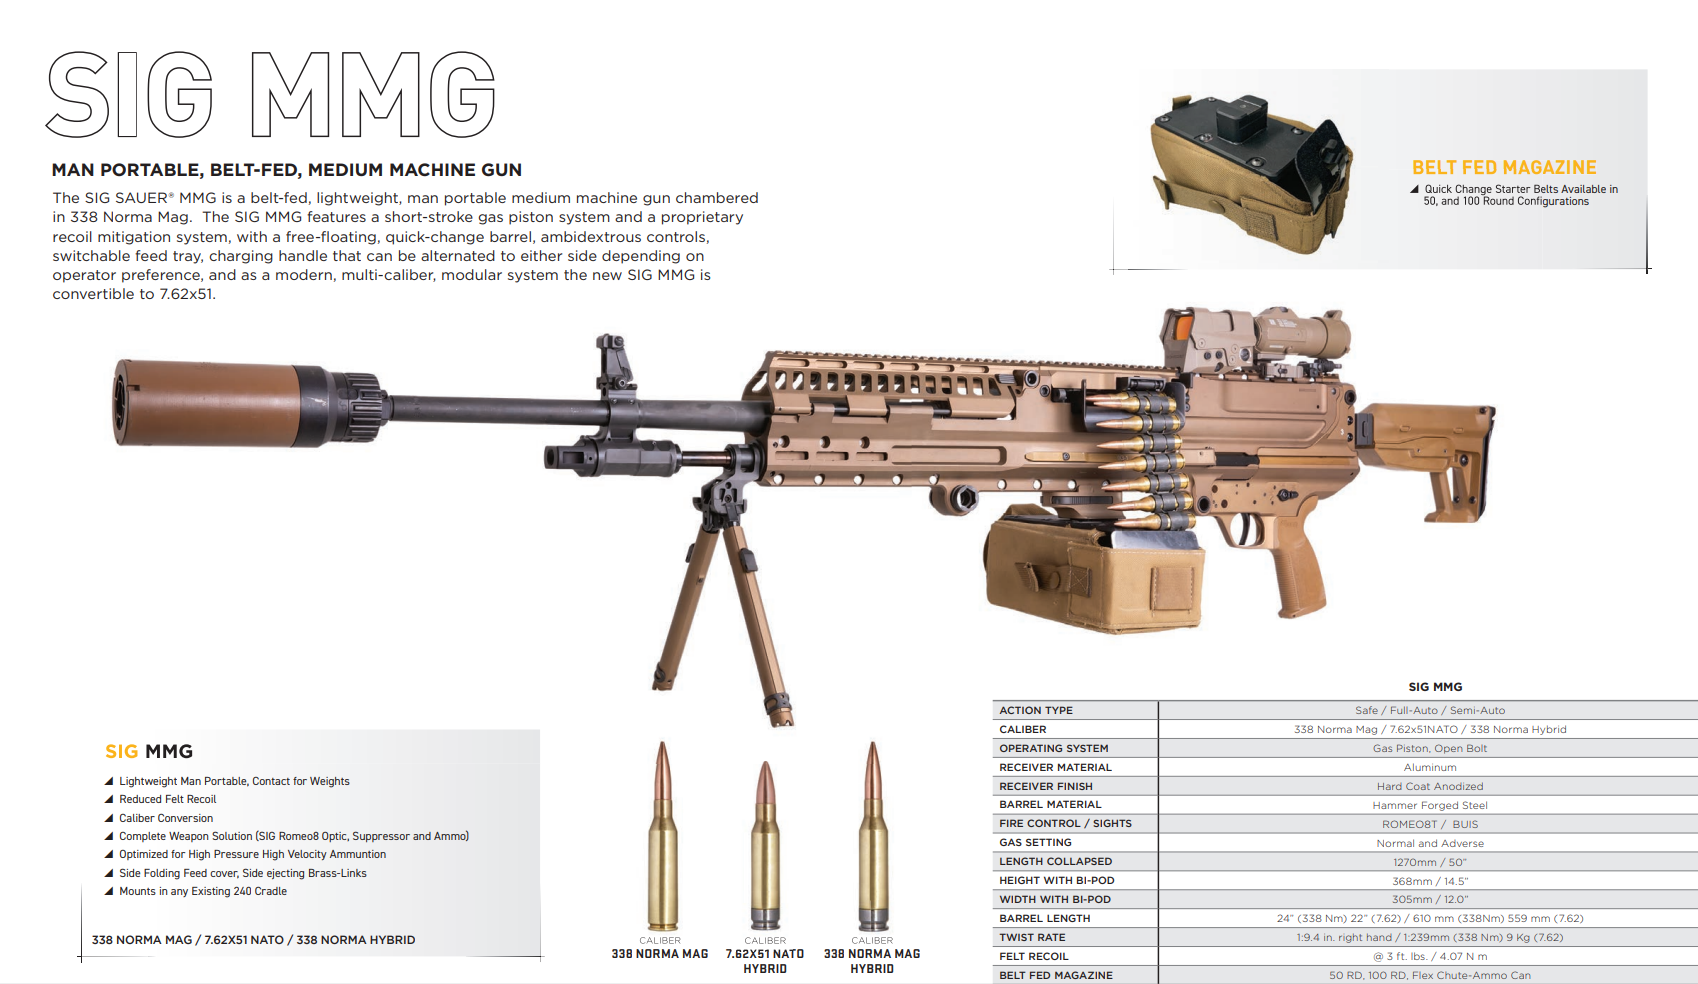 SIG MMG
MAN PORTABLE, BELT-FED, MEDIUM MACHINE GUN
The SIG SAUER® MMG is a belt-fed, lightweight, man portable medium machine gun chambered
in 338 Norma Mag. The SIG MMG features a short-stroke gas piston system and a proprietary
recoil mitigation system, with a free-floating, quick-change barrel, ambidextrous controls,
switchable feed tray, charging handle that can be alternated to either side depending on
operator preference, and as a modern, multi-caliber, modular system the new SIG MMG is
convertible to 7.62x51.
BELT FED MAGAZINE
Quick Change Starter Belts Available in
50, and 100 Round Configurations
SIG MMG
Lightweight Man Portable, Contact for Weights
Reduced Felt Recoil
Caliber Conversion
Complete Weapon Solution (SIG Romeo8 Optic, Suppressor and Ammo)
Optimized for High Pressure High Velocity Ammuntion
Side Folding Feed cover, Side ejecting Brass-Links
Mounts in any Existing 240 Cradle
338 NORMA MAG / 7.62X51 NATO / 338 NORMA HYBRID
CALIBER
338 NORMA MAG
CALIBER
7.62X51 NATO
HYBRID
CALIBER
338 NORMA MAG
HYBRID
SIG MMG
ACTION TYPE Safe / Full-Auto / Semi-Auto
CALIBER 338 Norma Mag / 7.62x51NATO / 338 Norma Hybrid
OPERATING SYSTEM Gas Piston, Open Bolt
RECEIVER MATERIAL Aluminum
RECEIVER FINISH Hard Coat Anodized
BARREL MATERIAL Hammer Forged Steel
FIRE CONTROL / SIGHTS ROMEO8T / BUIS
GAS SETTING Normal and Adverse
LENGTH COLLAPSED 1270mm / 50"
HEIGHT WITH BI-POD 368mm / 14.5"
WIDTH WITH BI-POD 305mm / 12.0"
BARREL LENGTH 24" (338 Nm) 22" (7.62) / 610 mm (338Nm) 559 mm (7.62)
TWIST RATE 1:9.4 in. right hand / 1:239mm (338 Nm) 9 Kg (7.62)
FELT RECOIL @ 3 ft. lbs. / 4.07 N m
BELT FED MAGAZINE 50 RD, 100 RD, Flex Chute-Ammo Can